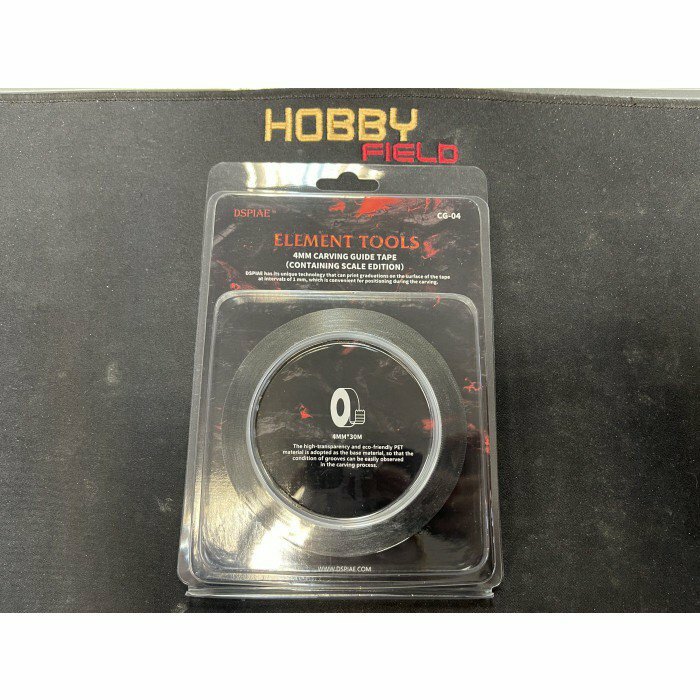 HOBBY
FIELD
DSPIAE™
CG-04
ELEMENT TOOLS
4MM CARVING GUIDE TAPE
(CONTAINING SCALE EDITION)
DSPIAE has its unique technology that can print graduations on the surface of the tape
at intervals of 1 mm, which is convenient for positioning during the carving.
4MM*30M
The high-transparency and eco-friendly PET
material is adopted as the base material, so that the
condition of grooves can be easily observed
in the carving process.
WWW.DSPIAE.COM